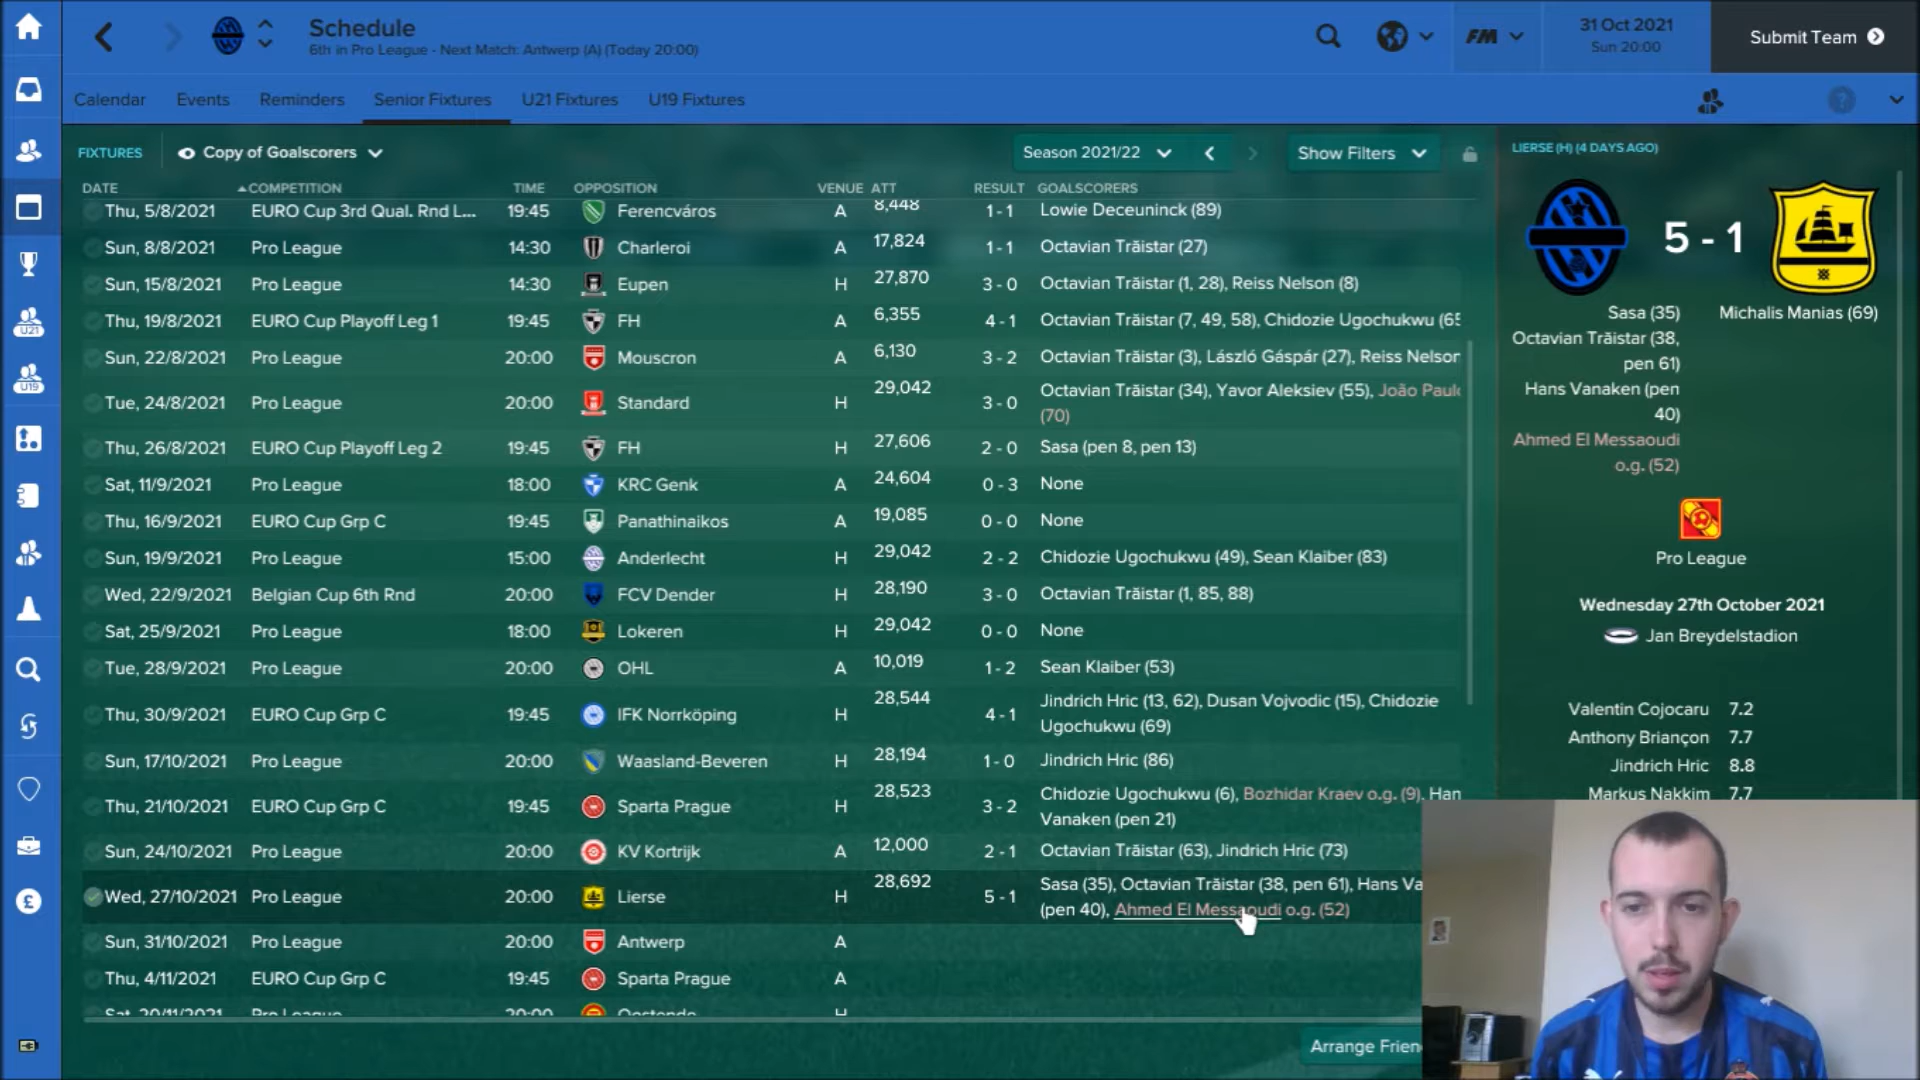 Schedule
6th in Pro League - Next Match: Antwerp (A) (Today 20:00)
FM
31 Oct 2021
Sun 20:00
Submit Team
Calendar Events Reminders Senior Fixtures U21 Fixtures U19 Fixtures
?
FIXTURES Copy of Goalscorers Season 2021/22 Show Filters
DATE COMPETITION TIME OPPOSITION VENUE ATT RESULT GOALSCORERS
Thu, 5/8/2021 EURO Cup 3rd Qual. Rnd L... 19:45 Ferencváros A 8,448 1 - 1 Lowie Deceuninck (89)
Sun, 8/8/2021 Pro League 14:30 Charleroi A 17,824 1 - 1 Octavian Trăistar (27)
Sun, 15/8/2021 Pro League 14:30 Eupen H 27,870 3 - 0 Octavian Trăistar (1, 28), Reiss Nelson (8)
Thu, 19/8/2021 EURO Cup Playoff Leg 1 19:45 FH A 6,355 4 - 1 Octavian Trăistar (7, 49, 58), Chidozie Ugochukwu (65
Sun, 22/8/2021 Pro League 20:00 Mouscron A 6,130 3 - 2 Octavian Trăistar (3), László Gáspár (27), Reiss Nelson
Tue, 24/8/2021 Pro League 20:00 Standard H 29,042 3 - 0 Octavian Trăistar (34), Yavor Aleksiev (55), João Paulo
(70)
Thu, 26/8/2021 EURO Cup Playoff Leg 2 19:45 FH H 27,606 2 - 0 Sasa (pen 8, pen 13)
Sat, 11/9/2021 Pro League 18:00 KRC Genk A 24,604 0 - 3 None
Thu, 16/9/2021 EURO Cup Grp C 19:45 Panathinaikos A 19,085 0 - 0 None
Sun, 19/9/2021 Pro League 15:00 Anderlecht H 29,042 2 - 2 Chidozie Ugochukwu (49), Sean Klaiber (83)
Wed, 22/9/2021 Belgian Cup 6th Rnd 20:00 FCV Dender H 28,190 3 - 0 Octavian Trăistar (1, 85, 88)
Sat, 25/9/2021 Pro League 18:00 Lokeren H 29,042 0 - 0 None
Tue, 28/9/2021 Pro League 20:00 OHL A 10,019 1 - 2 Sean Klaiber (53)
Thu, 30/9/2021 EURO Cup Grp C 19:45 IFK Norrköping H 28,544 4 - 1 Jindrich Hric (13, 62), Dusan Vojvodic (15), Chidozie
Ugochukwu (69)
Sun, 17/10/2021 Pro League 20:00 Waasland-Beveren H 28,194 1 - 0 Jindrich Hric (86)
Thu, 21/10/2021 EURO Cup Grp C 19:45 Sparta Prague H 28,523 3 - 2 Chidozie Ugochukwu (6), Bozhidar Kraev o.g. (9), Han
Vanaken (pen 21)
Sun, 24/10/2021 Pro League 20:00 KV Kortrijk A 12,000 2 - 1 Octavian Trăistar (63), Jindrich Hric (73)
Wed, 27/10/2021 Pro League 20:00 Lierse H 28,692 5 - 1 Sasa (35), Octavian Trăistar (38, pen 61), Hans Va
(pen 40), Ahmed El Messaoudi o.g. (52)
Sun, 31/10/2021 Pro League 20:00 Antwerp A
Thu, 4/11/2021 EURO Cup Grp C 19:45 Sparta Prague A
Sat, 20/11/2021 Pro League 20:00 Oostende H
Arrange Frien
LIERSE (H) (4 DAYS AGO)
5 - 1
Sasa (35)
Octavian Trăistar (38,
pen 61)
Hans Vanaken (pen
40)
Ahmed El Messaoudi
o.g. (52)
Michalis Manias (69)
Pro League
Wednesday 27th October 2021
Jan Breydelstadion
Valentin Cojocaru 7.2
Anthony Briançon 7.7
Jindrich Hric 8.8
Markus Nakkim 7.7
U21
U19
£